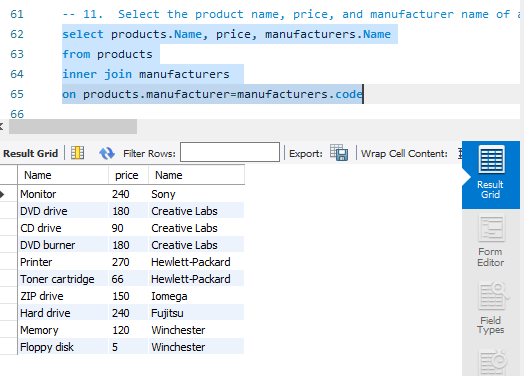 61 -- 11. Select the product name, price, and manufacturer name of a
62 select products.Name, price, manufacturers.Name
63 from products
64 inner join manufacturers
65 on products.manufacturer=manufacturers.code
66
Result Grid Filter Rows: Export: Wrap Cell Content:
Name price Name
Monitor 240 Sony
DVD drive 180 Creative Labs
CD drive 90 Creative Labs
DVD burner 180 Creative Labs
Printer 270 Hewlett-Packard
Toner cartridge 66 Hewlett-Packard
ZIP drive 150 Iomega
Hard drive 240 Fujitsu
Memory 120 Winchester
Floppy disk 5 Winchester
Result
Grid
Form
Editor
Field
Types